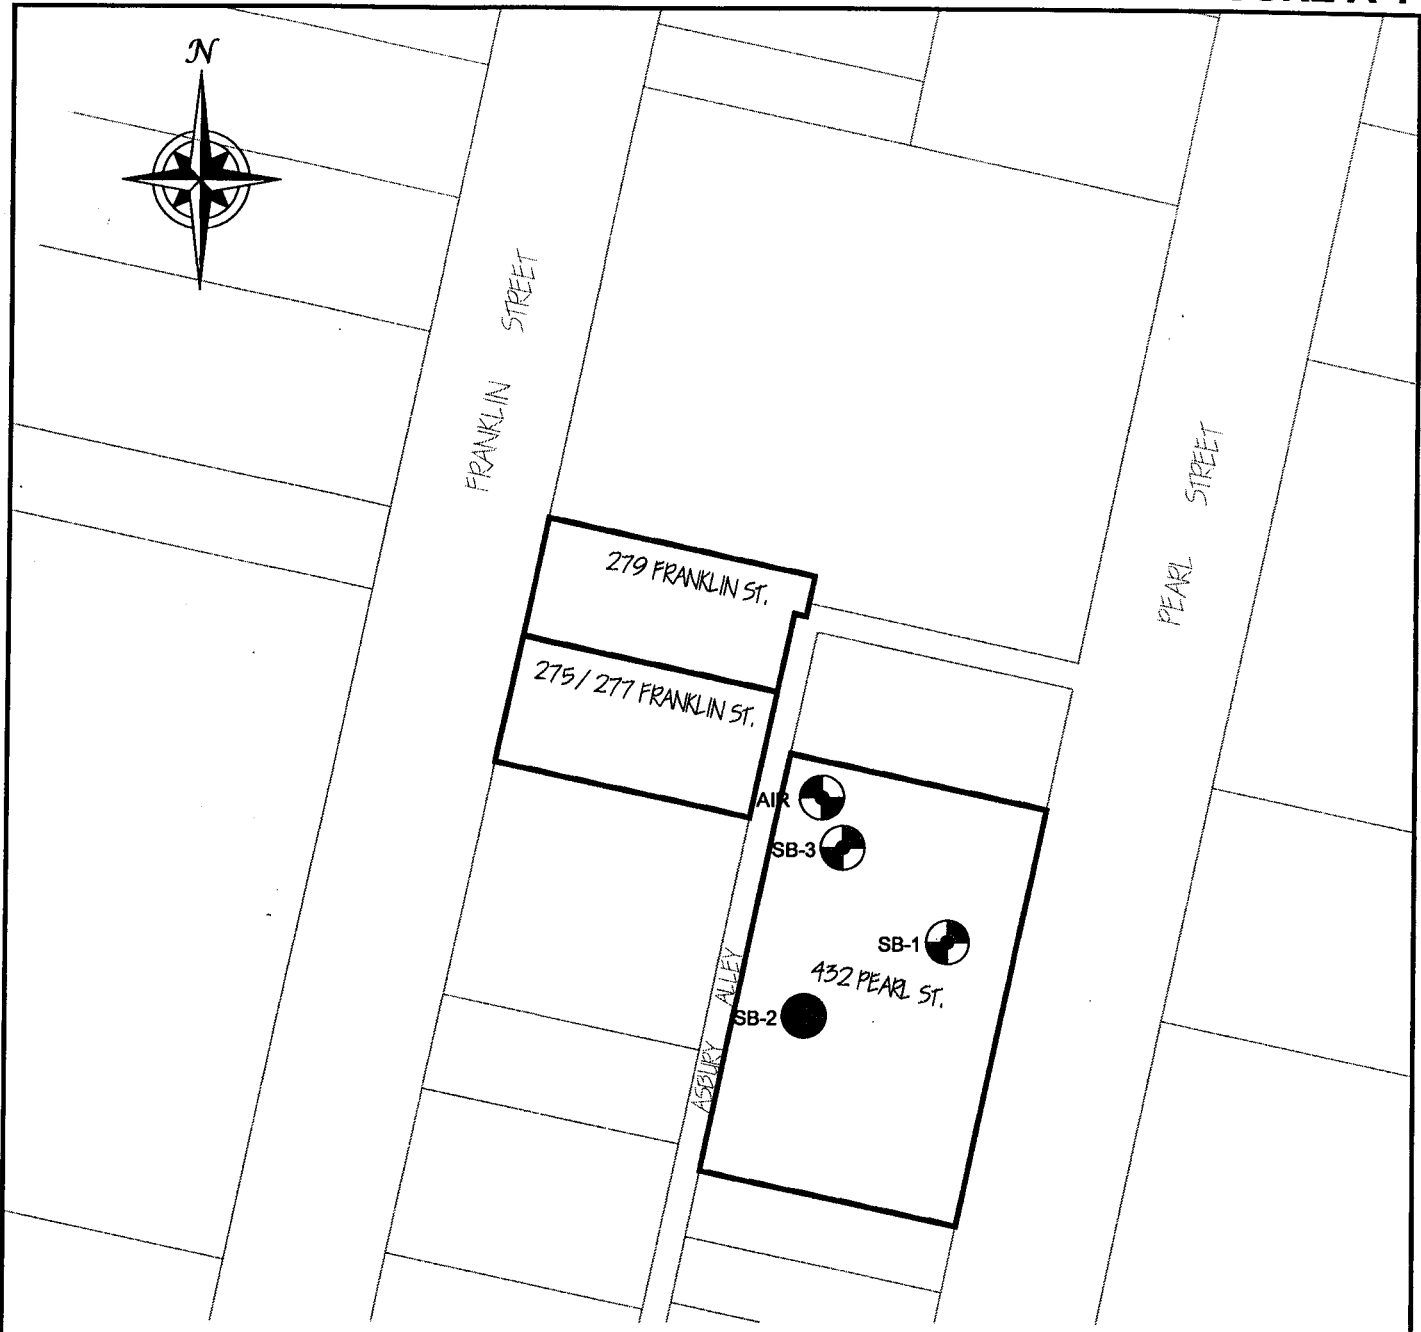 N
FRANKLIN STREET
PEARL STREET
279 FRANKLIN ST.
275 / 277 FRANKLIN ST.
AIR
SB-3
SB-1
432 PEARL ST.
SB-2
ASBURY ALLEY